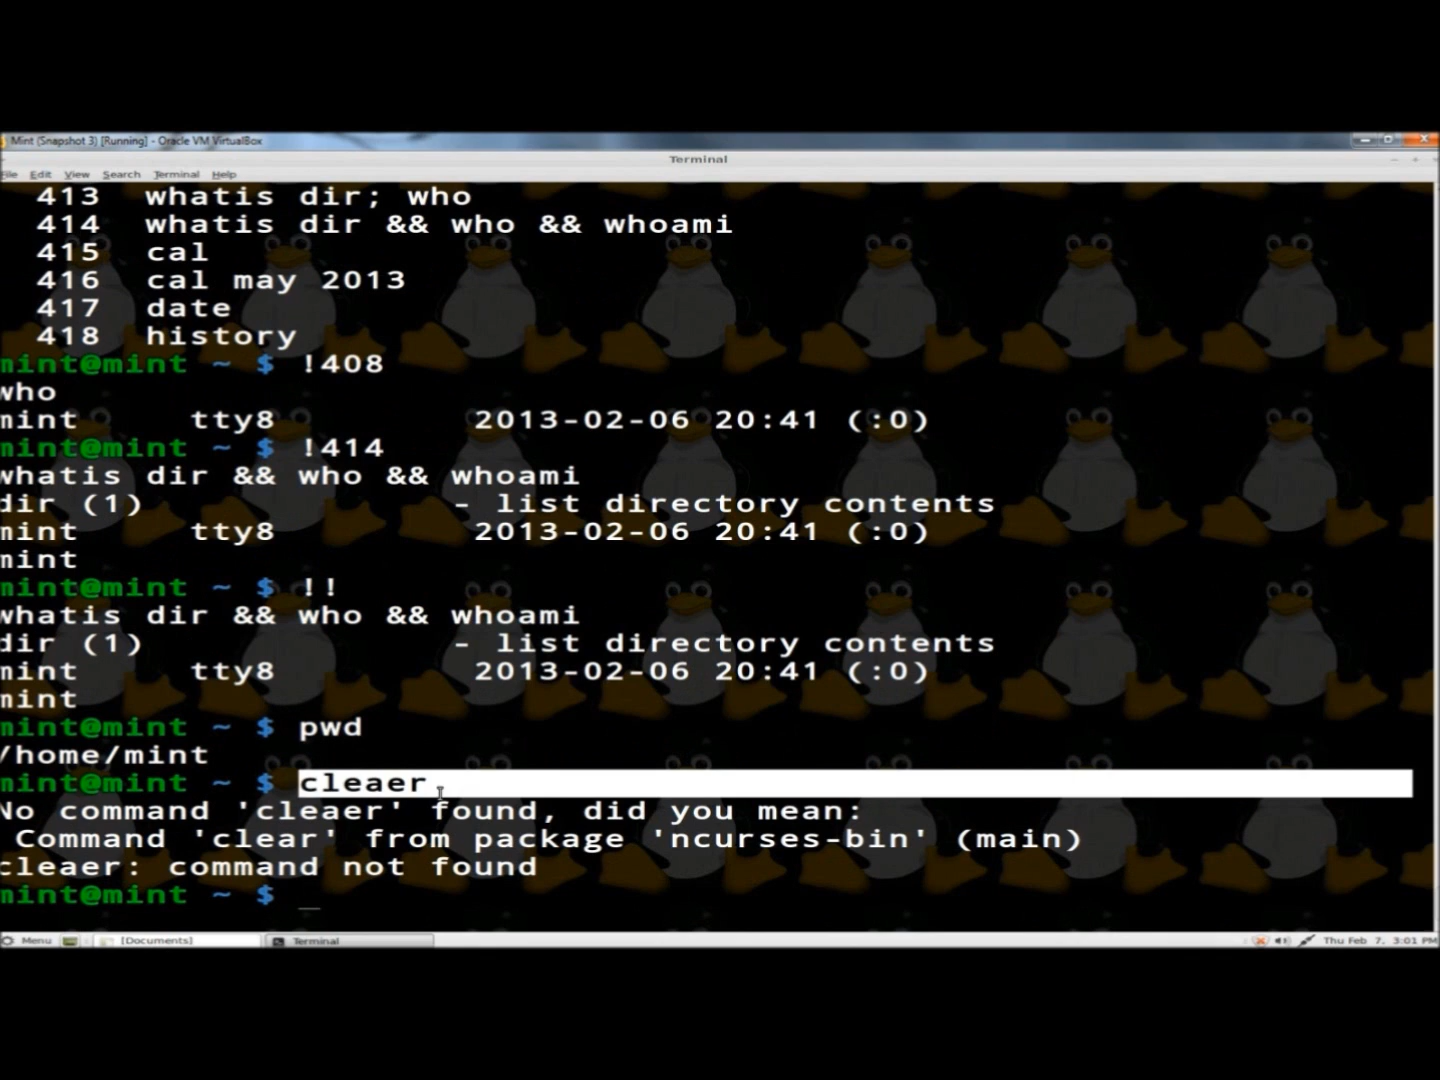 Mint (Snapshot 3) [Running] - Oracle VM VirtualBox
Terminal
File Edit View Search Terminal Help
413 whatis dir; who
414 whatis dir && who && whoami
415 cal
416 cal may 2013
417 date
418 history
mint@mint ~ $ !408
who
mint tty8 2013-02-06 20:41 (:0)
mint@mint ~ $ !414
whatis dir && who && whoami
dir (1) - list directory contents
mint tty8 2013-02-06 20:41 (:0)
mint
mint@mint ~ $ !!
whatis dir && who && whoami
dir (1) - list directory contents
mint tty8 2013-02-06 20:41 (:0)
mint
mint@mint ~ $ pwd
/home/mint
mint@mint ~ $ cleaer
No command 'cleaer' found, did you mean:
Command 'clear' from package 'ncurses-bin' (main)
cleaer: command not found
mint@mint ~ $ _
Menu [Documents] Terminal Thu Feb 7, 3:01 PM